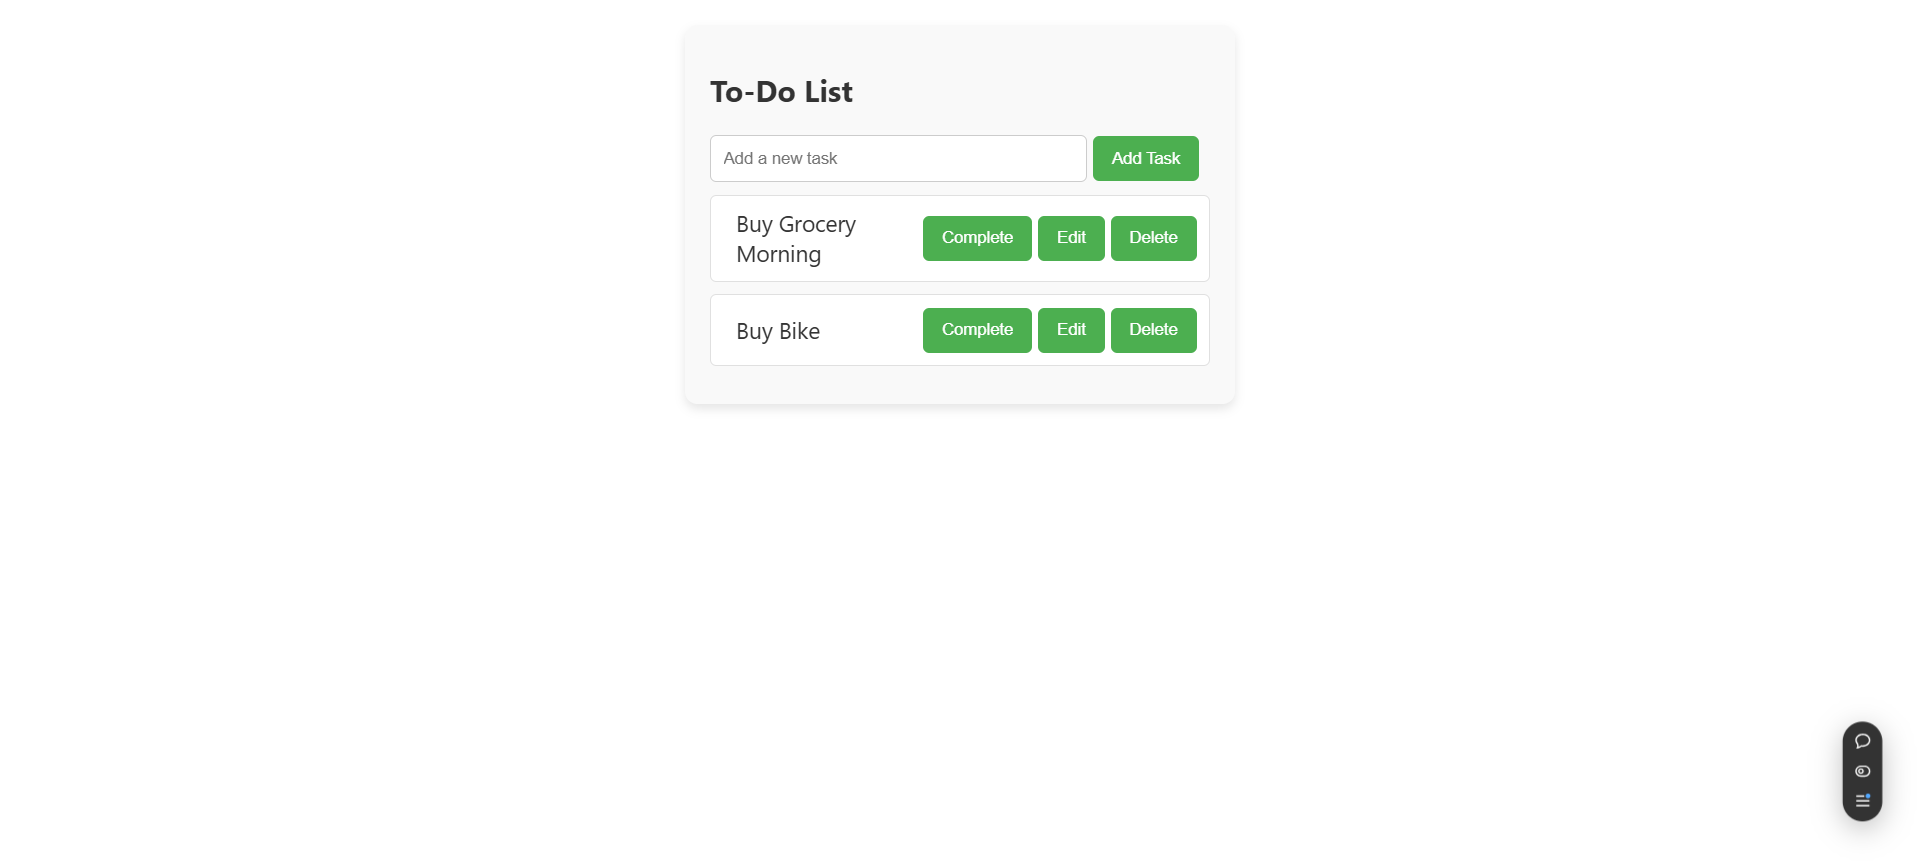 To-Do List
Add a new task
Add Task
Buy Grocery
Morning
Complete
Edit
Delete
Buy Bike
Complete
Edit
Delete